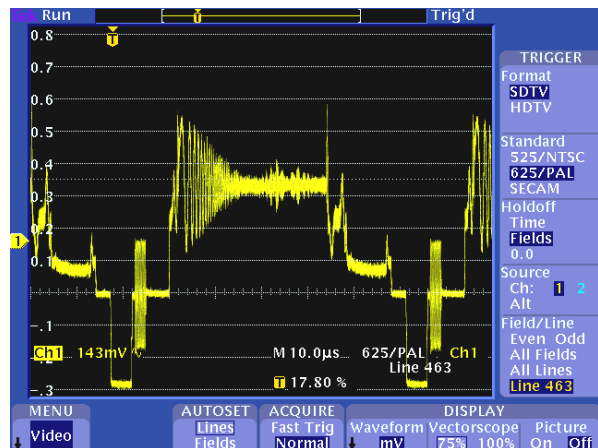 Tek Run Trig'd
T
0.8
0.7
0.6
0.5
0.4
0.3
0.2
1
0.1
0.0
-.1
-.2
-.3
Ch1 143mV M 10.0µs 625/PAL Ch1
Line 463
T 17.80 %
TRIGGER
Format
SDTV
HDTV
Standard
525/NTSC
625/PAL
SECAM
Holdoff
Time
Fields
0.0
Source
Ch: 1 2
Alt
Field/Line
Even Odd
All Fields
All Lines
Line 463
MENU AUTOSET ACQUIRE DISPLAY
Video Lines Fast Trig Waveform Vectorscope Picture
Fields Normal mV 75% 100% On Off